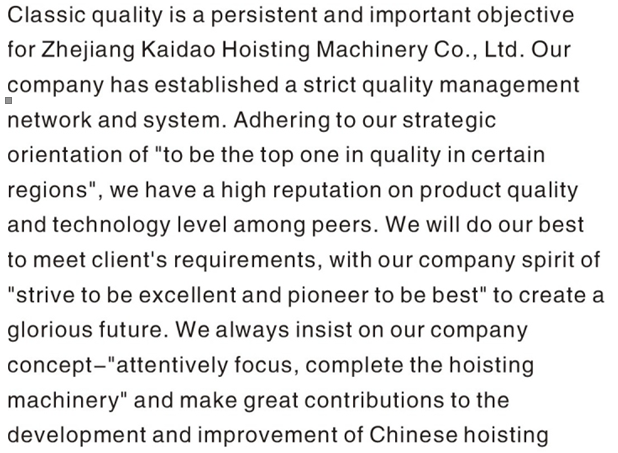 Classic quality is a persistent and important objective
for Zhejiang Kaidao Hoisting Machinery Co., Ltd. Our
company has established a strict quality management
network and system. Adhering to our strategic
orientation of "to be the top one in quality in certain
regions", we have a high reputation on product quality
and technology level among peers. We will do our best
to meet client's requirements, with our company spirit of
"strive to be excellent and pioneer to be best" to create a
glorious future. We always insist on our company
concept–"attentively focus, complete the hoisting
machinery" and make great contributions to the
development and improvement of Chinese hoisting